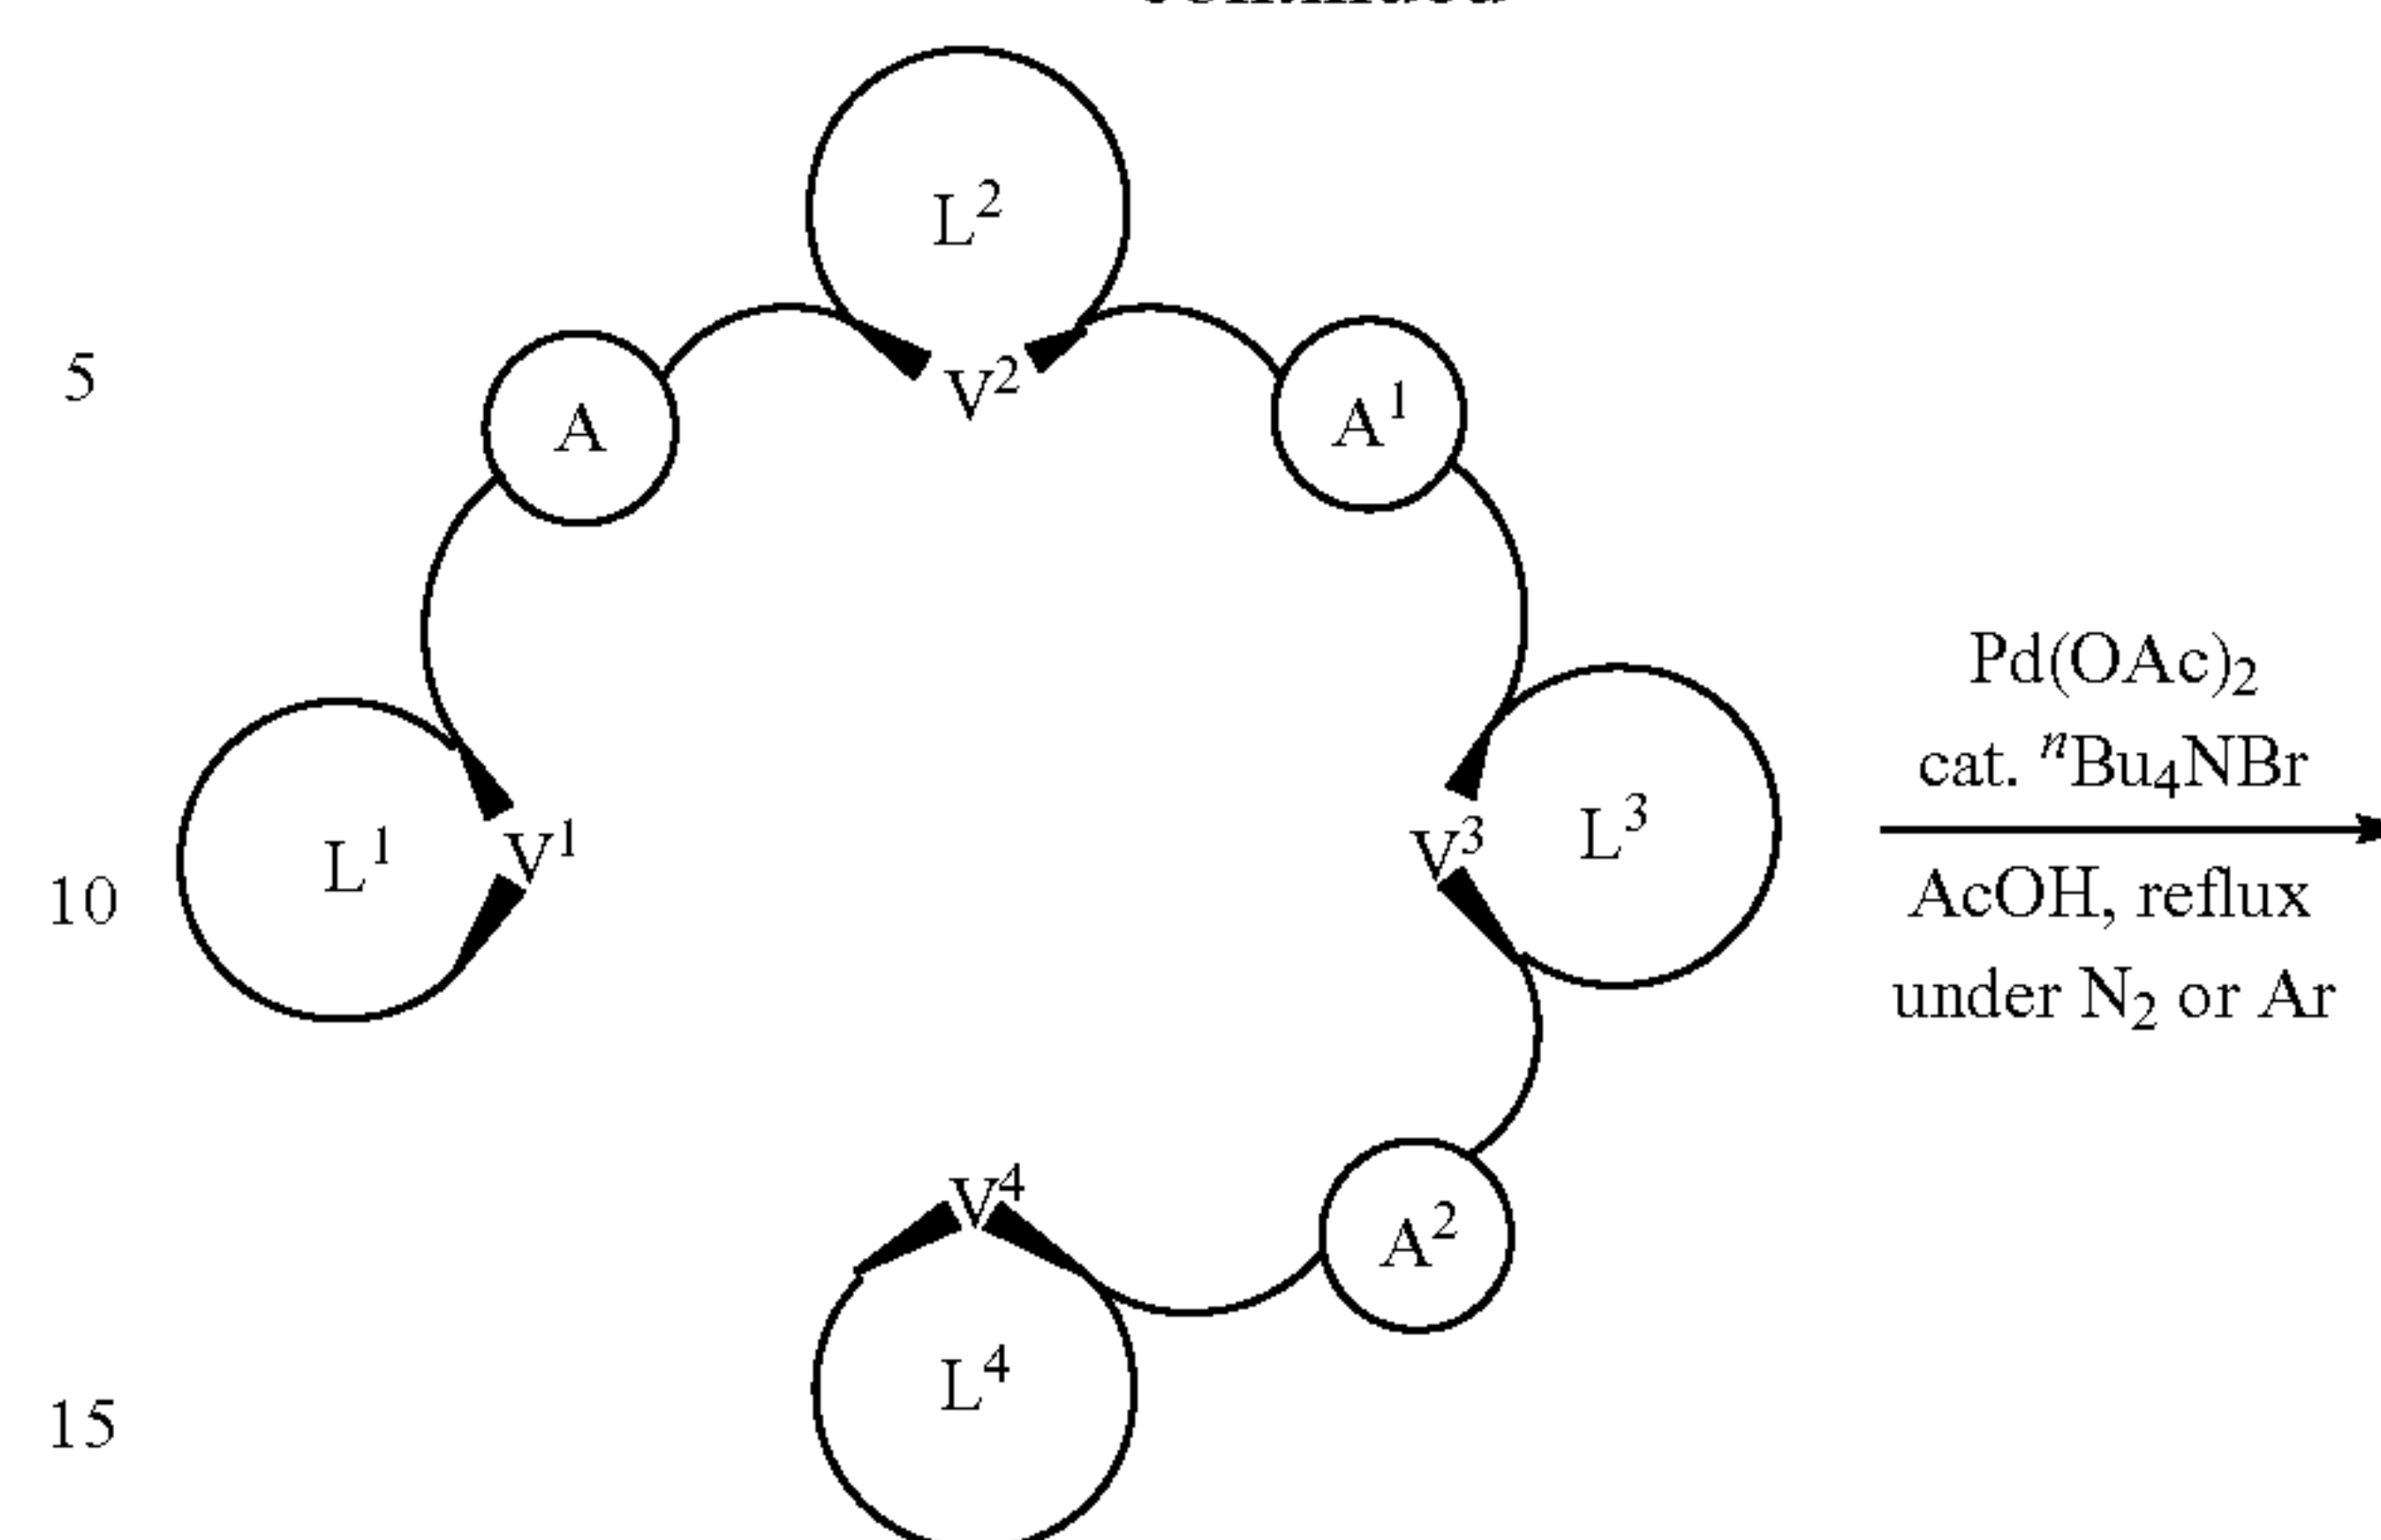 L²
5
A
V²
A¹
Pd(OAc)₂
cat. ⁿBu₄NBr
L¹
V¹
V³
L³
10
AcOH, reflux
under N₂ or Ar
V⁴
A²
L⁴
15